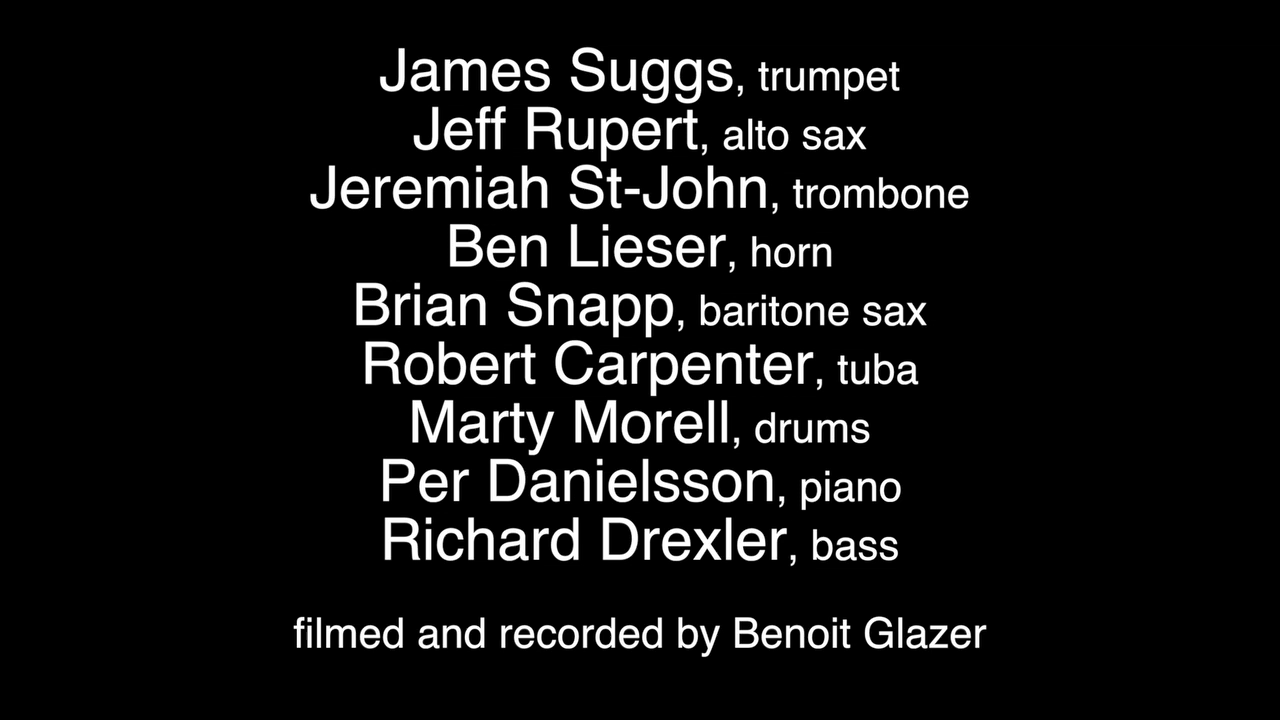 James Suggs, trumpet
Jeff Rupert, alto sax
Jeremiah St-John, trombone
Ben Lieser, horn
Brian Snapp, baritone sax
Robert Carpenter, tuba
Marty Morell, drums
Per Danielsson, piano
Richard Drexler, bass
filmed and recorded by Benoit Glazer